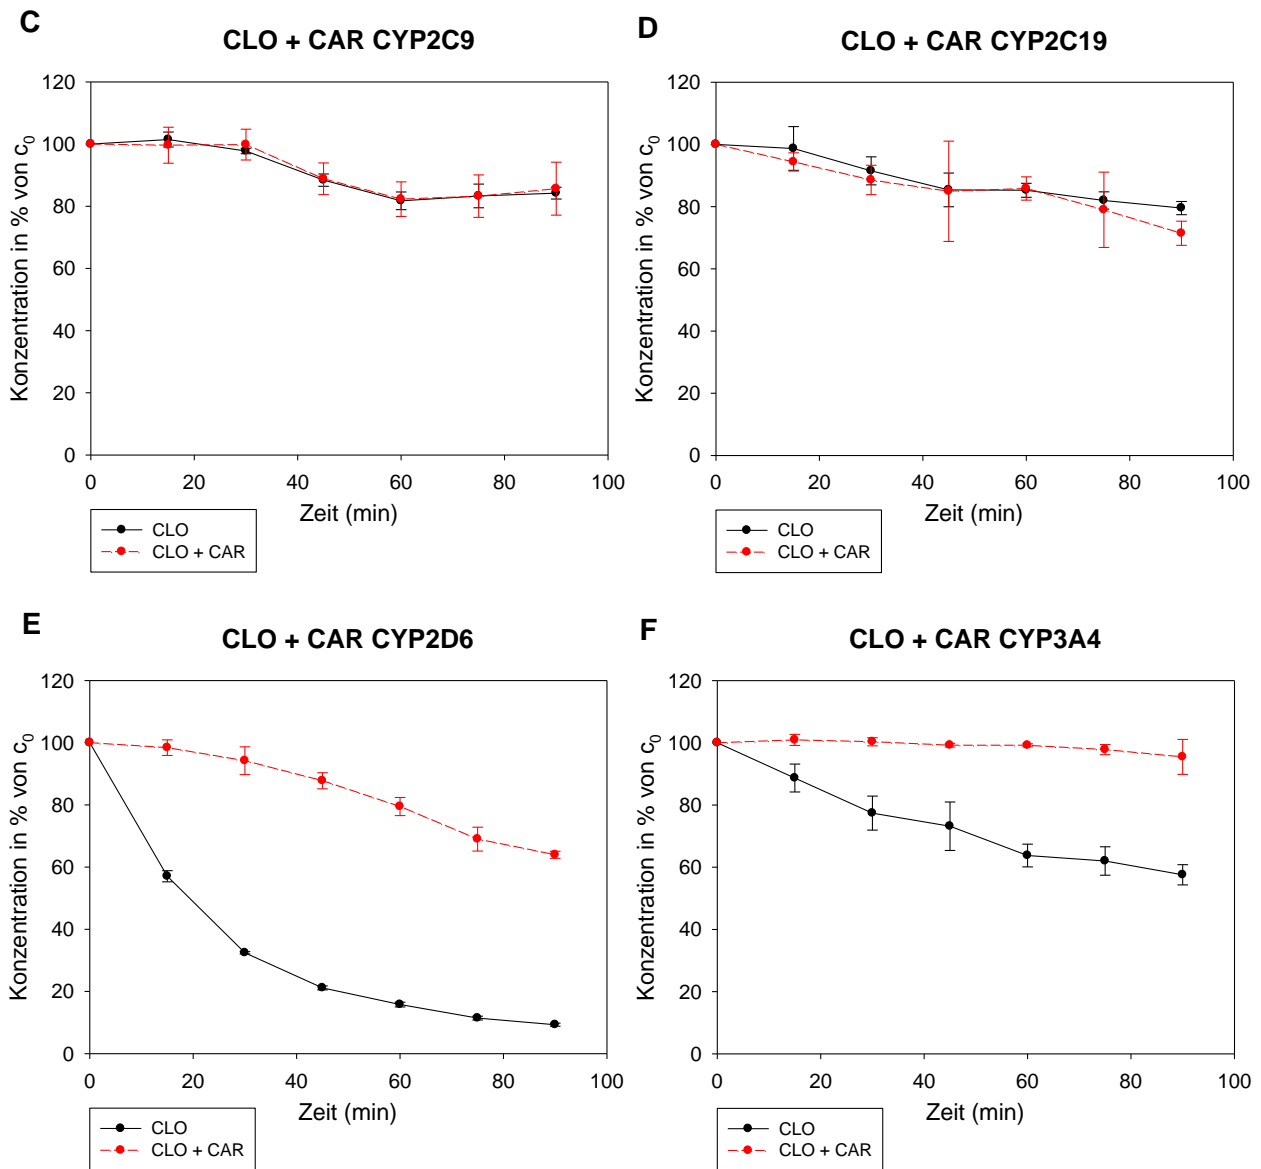 C
CLO + CAR CYP2C9
Konzentration in % von c0
120
100
80
60
40
20
0
0 20 40 60 80 100
Zeit (min)
CLO
CLO + CAR
D
CLO + CAR CYP2C19
Konzentration in % von c0
120
100
80
60
40
20
0
0 20 40 60 80 100
Zeit (min)
CLO
CLO + CAR
E
CLO + CAR CYP2D6
Konzentration in % von c0
120
100
80
60
40
20
0
0 20 40 60 80 100
Zeit (min)
CLO
CLO + CAR
F
CLO + CAR CYP3A4
Konzentration in % von c0
120
100
80
60
40
20
0
0 20 40 60 80 100
Zeit (min)
CLO
CLO + CAR